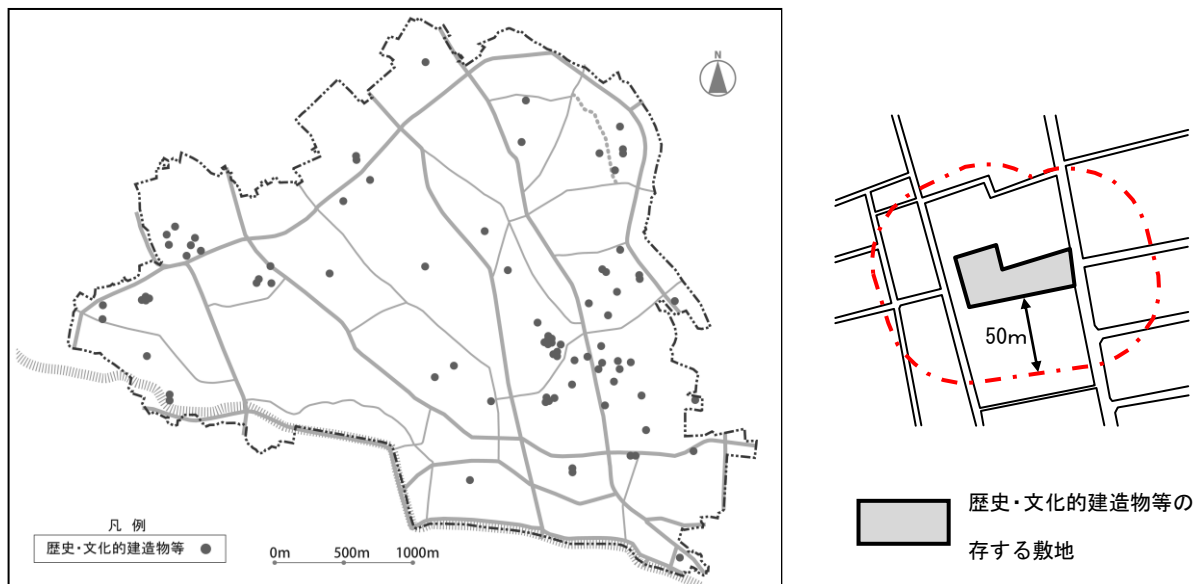 N
凡 例
歴史・文化的建造物等
0m 500m 1000m
50m
歴史・文化的建造物等の
存する敷地